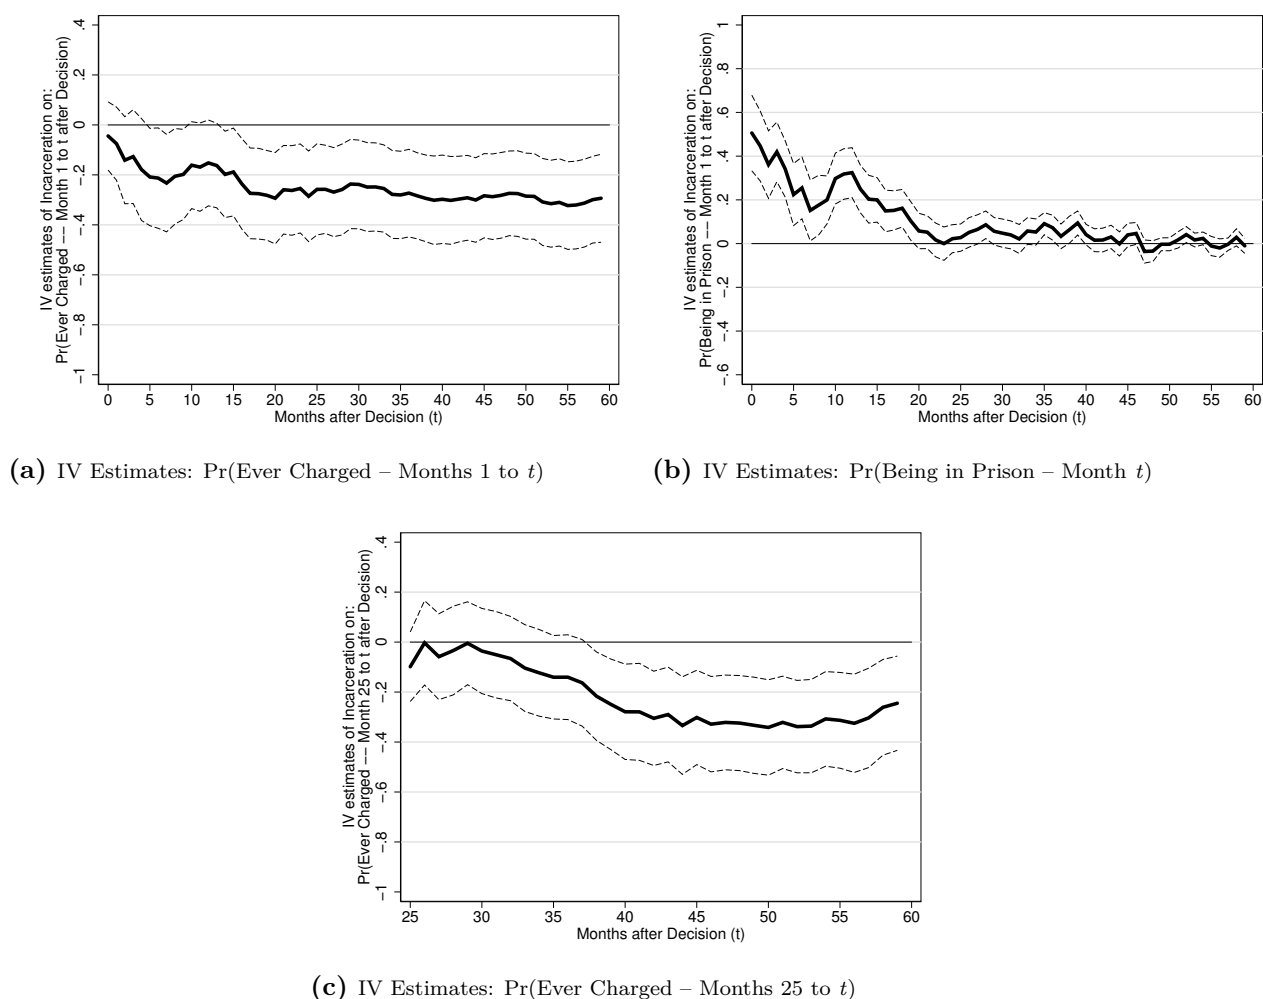 IV estimates of Incarceration on:
Pr(Ever Charged −− Month 1 to t after Decision)
.4
.2
0
−.2
−.4
−.6
−.8
−1
0 5 10 15 20 25 30 35 40 45 50 55 60
Months after Decision (t)
(a) IV Estimates: Pr(Ever Charged – Months 1 to t)
IV estimates of Incarceration on:
Pr(Being in Prison −− Month 1 to t after Decision)
1
.8
.6
.4
.2
0
−.2
−.4
−.6
0 5 10 15 20 25 30 35 40 45 50 55 60
Months after Decision (t)
(b) IV Estimates: Pr(Being in Prison – Month t)
IV estimates of Incarceration on:
Pr(Ever Charged −− Month 25 to t after Decision)
.4
.2
0
−.2
−.4
−.6
−.8
−1
25 30 35 40 45 50 55 60
Months after Decision (t)
(c) IV Estimates: Pr(Ever Charged – Months 25 to t)